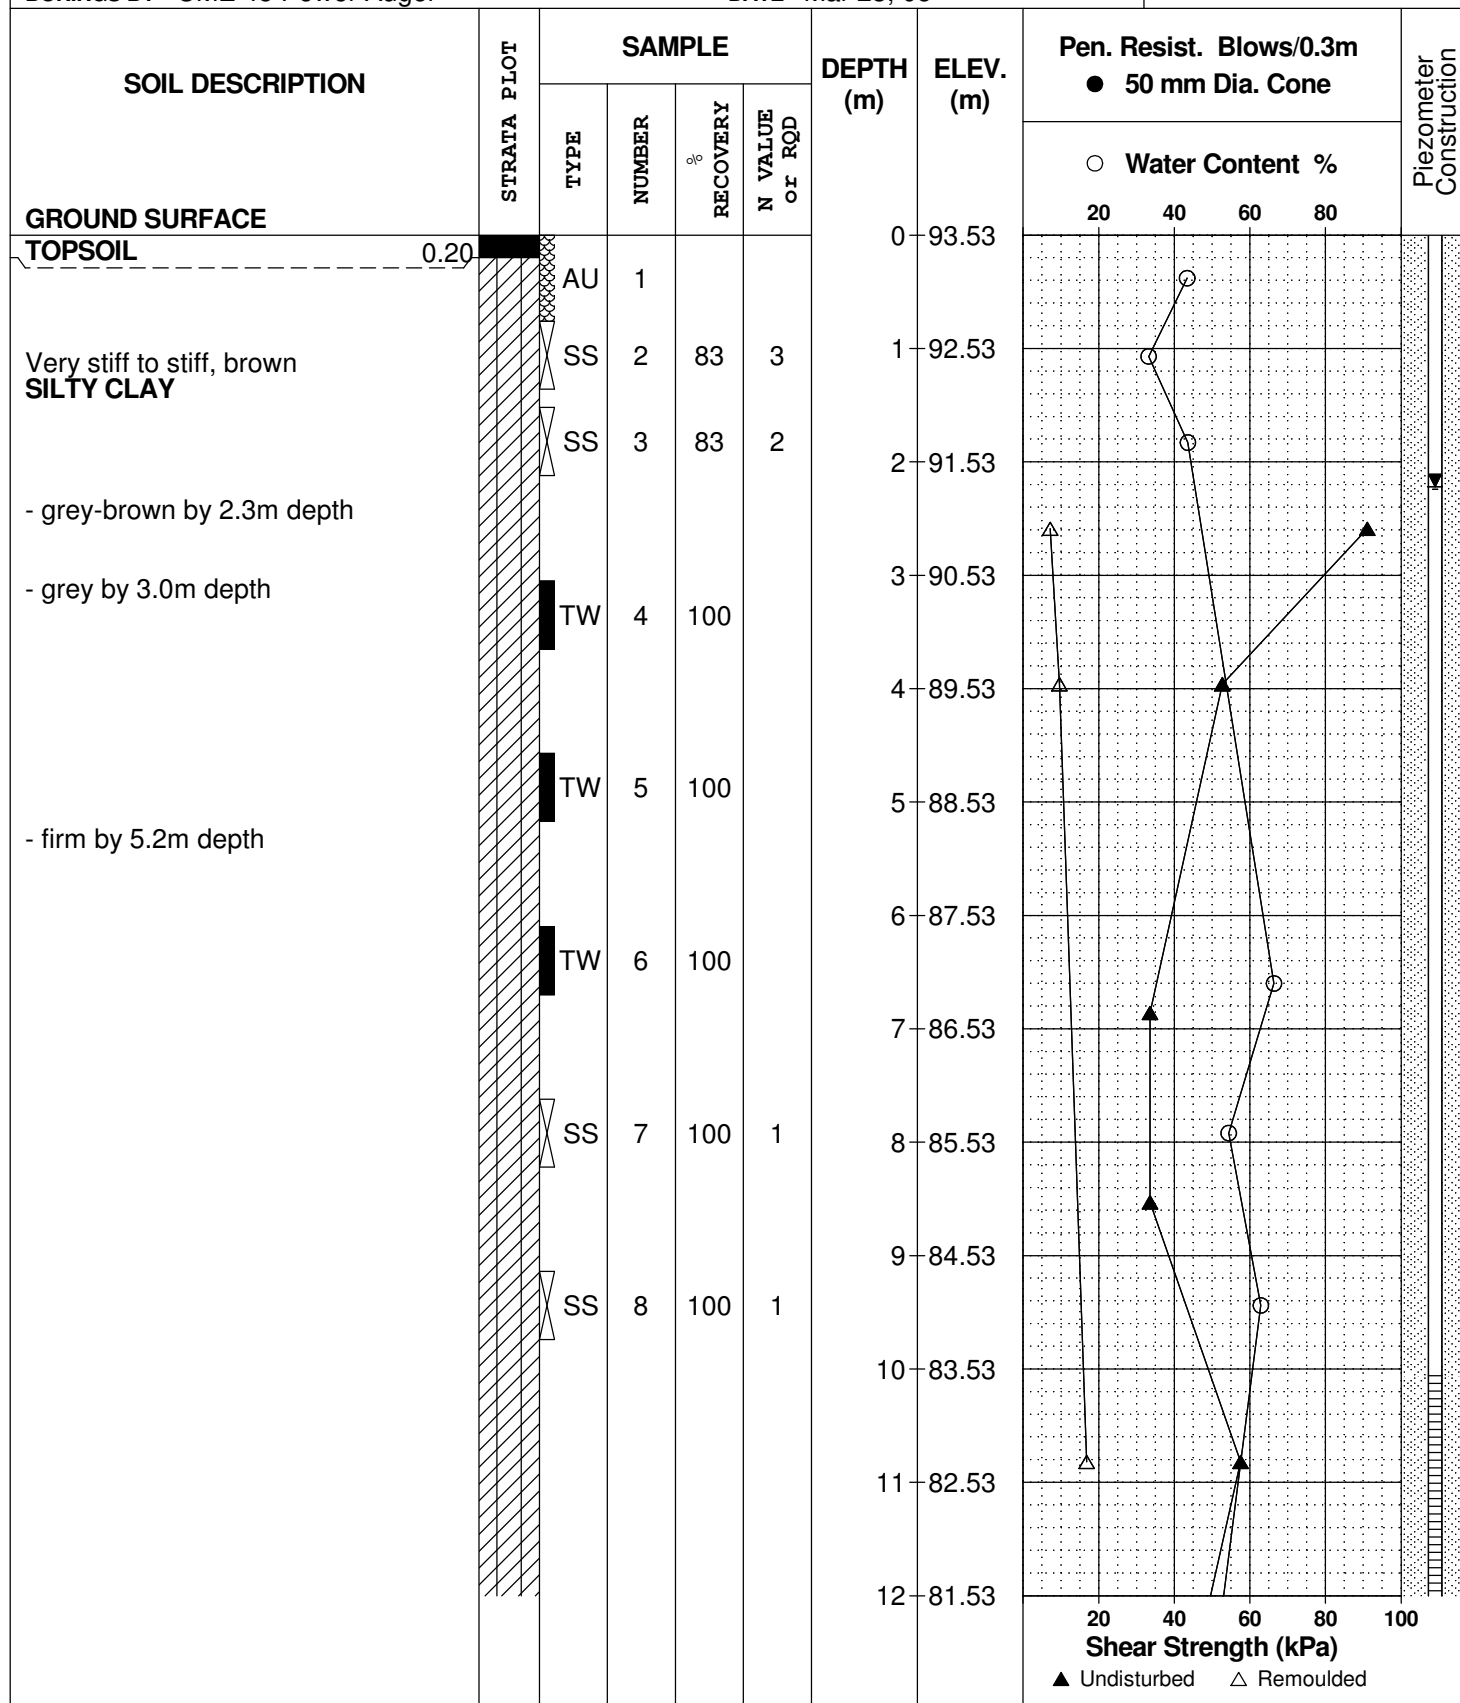 SOIL DESCRIPTION
GROUND SURFACE
STRATA PLOT
SAMPLE
TYPE
NUMBER
% RECOVERY
N VALUE or RQD
DEPTH (m)
ELEV. (m)
Pen. Resist. Blows/0.3m
● 50 mm Dia. Cone
○ Water Content %
20 40 60 80
Piezometer Construction
TOPSOIL 0.20
0 93.53
AU 1
Very stiff to stiff, brown
SILTY CLAY
SS 2 83 3
1 92.53
SS 3 83 2
2 91.53
- grey-brown by 2.3m depth
3 90.53
- grey by 3.0m depth
TW 4 100
4 89.53
TW 5 100
5 88.53
- firm by 5.2m depth
6 87.53
TW 6 100
7 86.53
SS 7 100 1
8 85.53
9 84.53
SS 8 100 1
10 83.53
11 82.53
12 81.53
20 40 60 80 100
Shear Strength (kPa)
▲ Undisturbed △ Remoulded